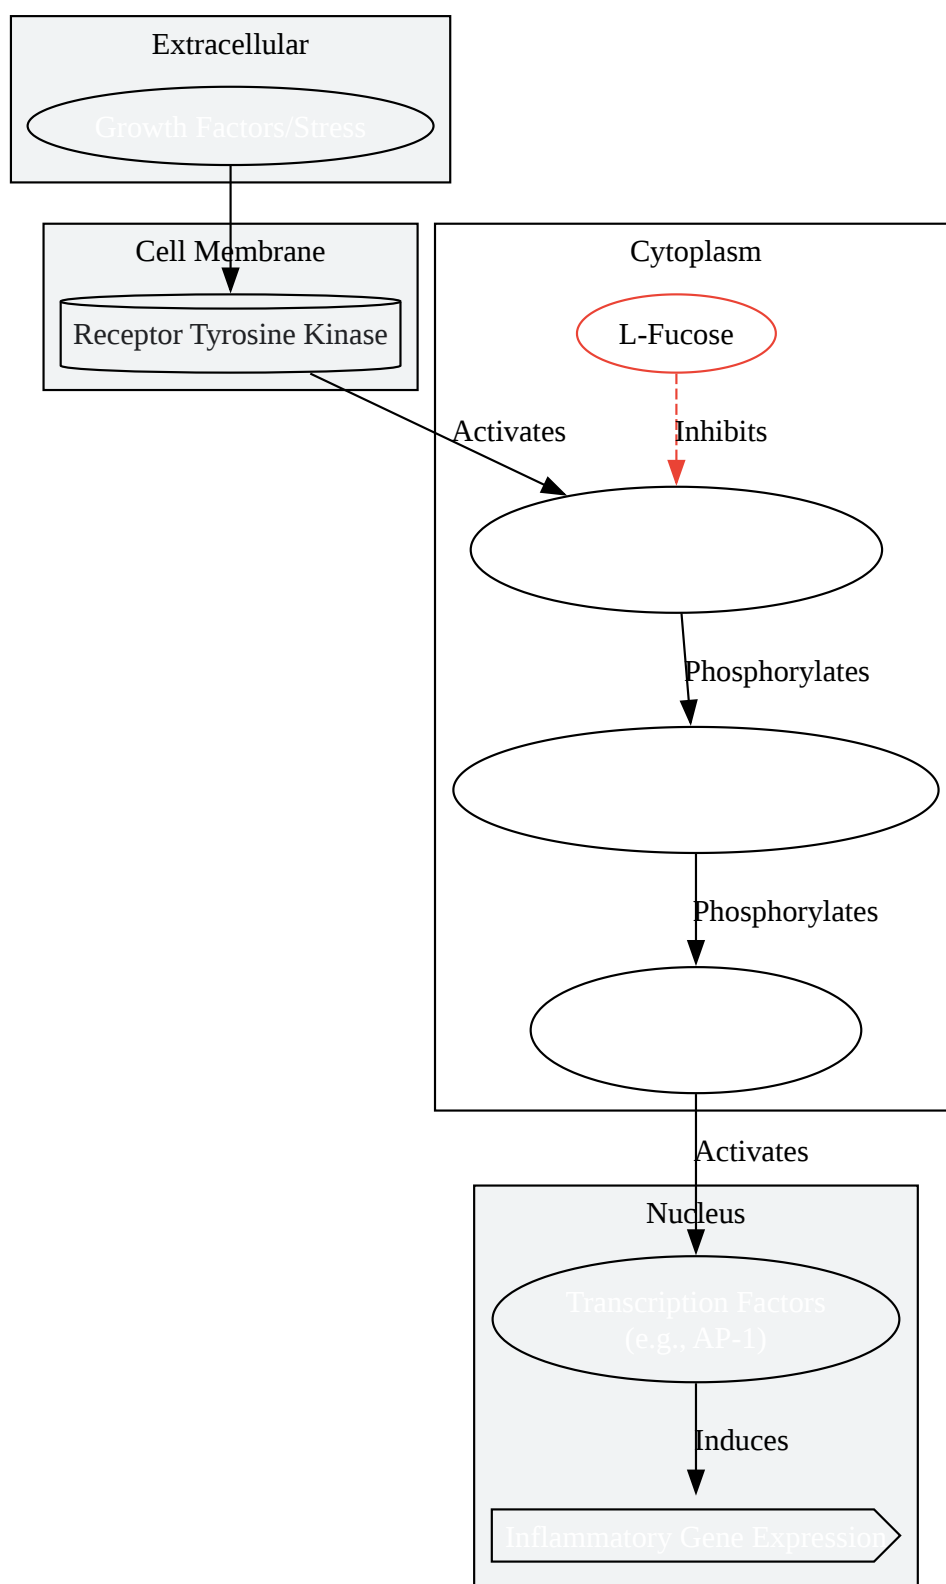 Extracellular
Growth Factors/Stress
Cell Membrane
Cytoplasm
Receptor Tyrosine Kinase
L-Fucose
Activates
Inhibits
Phosphorylates
Phosphorylates
Activates
Nucleus
Transcription Factors
(e.g., AP-1)
Induces
Inflammatory Gene Expression